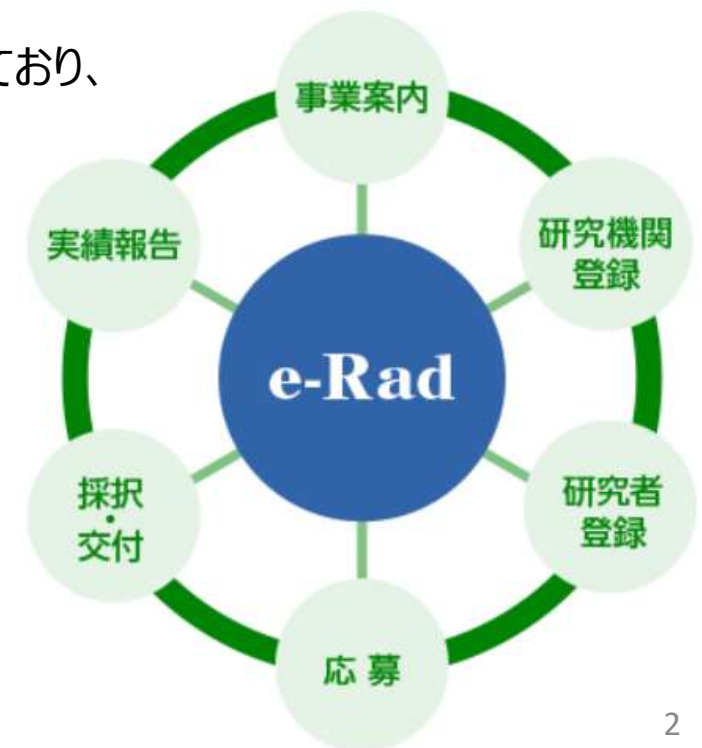 ており、
事業案内
研究機関
登録
研究者
登録
応 募
採択
・
交付
実績報告
e-Rad
2